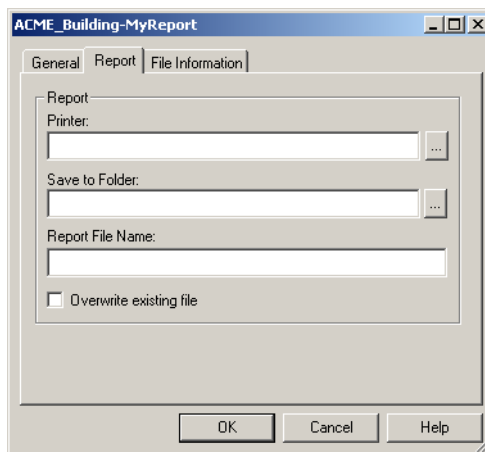 ACME_Building-MyReport
General Report File Information
Report
Printer:
...
Save to Folder:
...
Report File Name:
Overwrite existing file
OK Cancel Help